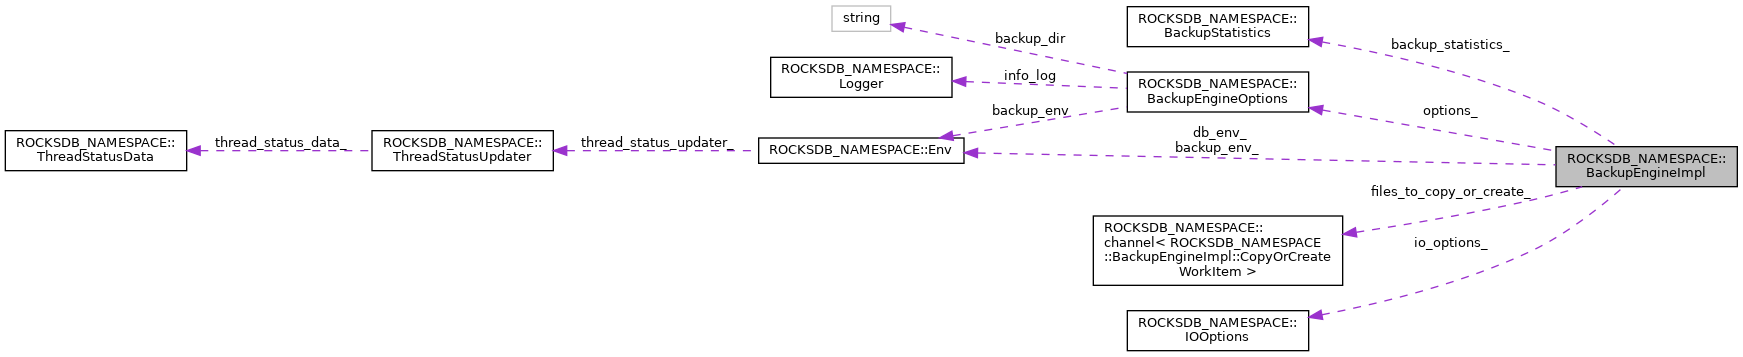 string
ROCKSDB_NAMESPACE::
BackupStatistics
backup_dir
backup_statistics_
ROCKSDB_NAMESPACE::
Logger
info_log
ROCKSDB_NAMESPACE::
BackupEngineOptions
backup_env
options_
ROCKSDB_NAMESPACE::
ThreadStatusData
thread_status_data_
ROCKSDB_NAMESPACE::
ThreadStatusUpdater
thread_status_updater_
ROCKSDB_NAMESPACE::Env
db_env_
backup_env_
ROCKSDB_NAMESPACE::
BackupEngineImpl
files_to_copy_or_create_
ROCKSDB_NAMESPACE::
channel< ROCKSDB_NAMESPACE
::BackupEngineImpl::CopyOrCreate
WorkItem >
io_options_
ROCKSDB_NAMESPACE::
IOOptions